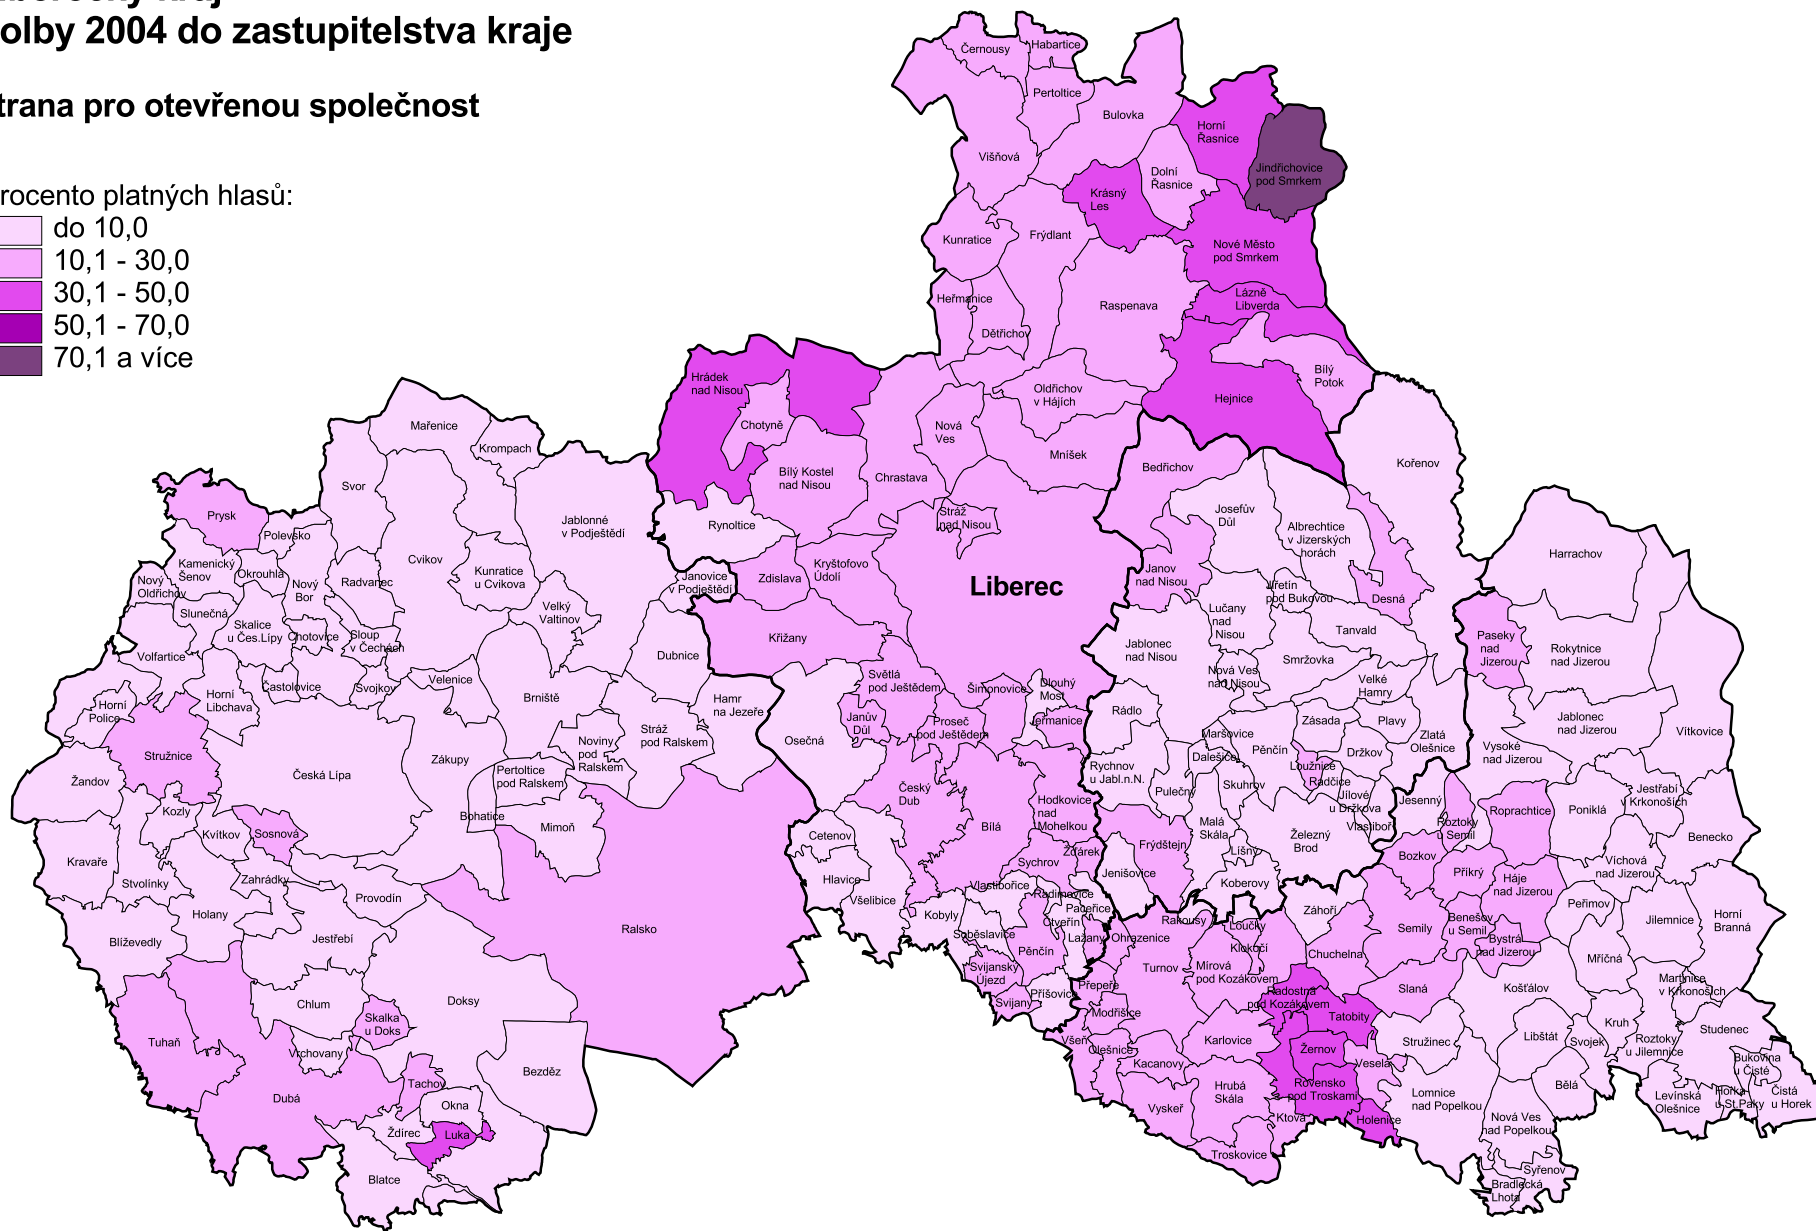 iberecký kraj
olby 2004 do zastupitelstva kraje
trana pro otevřenou společnost
rocento platných hlasů:
do 10,0
10,1 - 30,0
30,1 - 50,0
50,1 - 70,0
70,1 a více
Černousy
Habartice
Pertoltice
Bulovka
Horní
Řasnice
Višňová
Jindřichovice
pod Smrkem
Dolní
Řasnice
Krásný
Les
Kunratice
Frýdlant
Nové Město
pod Smrkem
Heřmanice
Raspenava
Lázně
Libverda
Dětřichov
Hrádek
nad Nisou
Oldřichov
v Hájích
Bílý
Potok
Hejnice
Chotyně
Nová
Ves
Mníšek
Mařenice
Krompach
Bílý Kostel
nad Nisou
Chrastava
Bedřichov
Kořenov
Svor
Prysk
Jablonné
v Podještědí
Rynoltice
Stráž
nad Nisou
Josefův
Důl
Albrechtice
v Jizerských
horách
Harrachov
Polevsko
Cvikov
Kamenický
Šenov
Okrouhlá
Nový
Oldřichov
Nový
Bor
Radvanec
Kunratice
u Cvikova
Janovice
v Podještědí
Zdislava
Kryštofovo
Údolí
Liberec
Janov
nad Nisou
Jiřetín
pod Bukovou
Desná
Slunečná
Skalice
u Čes.Lípy
Chotovice
Sloup
v Čechách
Velký
Valtinov
Lučany
nad
Nisou
Tanvald
Křižany
Dubnice
Volfartice
Jablonec
nad Nisou
Smržovka
Paseky
nad
Jizerou
Rokytnice
nad Jizerou
Nová Ves
nad Nisou
Velké
Hamry
Častolovice
Svojkov
Velenice
Horní
Libchava
Brniště
Hamr
na Jezeře
Světlá
pod Ještědem
Šimonovice
Dlouhý
Most
Jeřmanice
Horní
Police
Rádlo
Zásada
Plavy
Jablonec
nad Jizerou
Vítkovice
Janův
Důl
Proseč
pod Ještědem
Osečná
Stráž
pod Ralskem
Noviny
pod
Ralskem
Stružnice
Maršovice
Dalešice
Pěnčín
Držkov
Zlatá
Olešnice
Vysoké
nad Jizerou
Zákupy
Česká Lípa
Žandov
Pertoltice
pod Ralskem
Rychnov
u Jabl.n.N.
Pulečný
Skuhrov
Loužnice
Radčice
Jílové
u Držkova
Jesenný
Jestřabí
v Krkonoších
Český
Dub
Hodkovice
nad
Mohelkou
Bílá
Kozly
Kvítkov
Sosnová
Bohatice
Mimoň
Cetenov
Malá
Skála
Železný
Brod
Vlastiboř
Roztoky
u Semil
Roprachtice
Poniklá
Benecko
Frýdštejn
Líšny
Žďárek
Sychrov
Kravaře
Stvolínky
Zahrádky
Provodín
Hlavice
Všelibice
Jenišovice
Koberovy
Bozkov
Příkrý
Háje
nad Jizerou
Víchová
nad Jizerou
Vlastibořice
Radimovice
Paceřice
Holany
Kobyly
Čtveřín
Rakousy
Loučky
Záhoří
Peřimov
Jilemnice
Horní
Branná
Semily
Benešov
u Semil
Bystrá
nad Jizerou
Blíževedly
Jestřebí
Ralsko
Soběslavice
Pěnčín
Lažany
Ohrazenice
Klokočí
Chuchelna
Svijanský
Újezd
Turnov
Mírová
pod Kozákovem
Mříčná
Slaná
Košťálov
Martinice
v Krkonoších
Chlum
Doksy
Svijany
Příšovice
Přepeře
Radostná
pod Kozákovem
Tatobity
Modřišice
Skalka
u Doks
Tuhaň
Vrchovany
Všeň
Olešnice
Kacanovy
Karlovice
Žernov
Veselá
Stružinec
Libštát
Svojek
Kruh
Roztoky
u Jilemnice
Studenec
Bukovina
u Čisté
Bezděz
Tachov
Okna
Dubá
Vyskeř
Hrubá
Skála
Rovensko
pod Troskami
Lomnice
nad Popelkou
Bělá
Levínská
Olešnice
Horka
u St.Paky
Čistá
u Horek
Ždírec
Luka
Ktová
Holenice
Nová Ves
nad Popelkou
Troskovice
Blatce
Syřenov
Bradlecká
Lhota